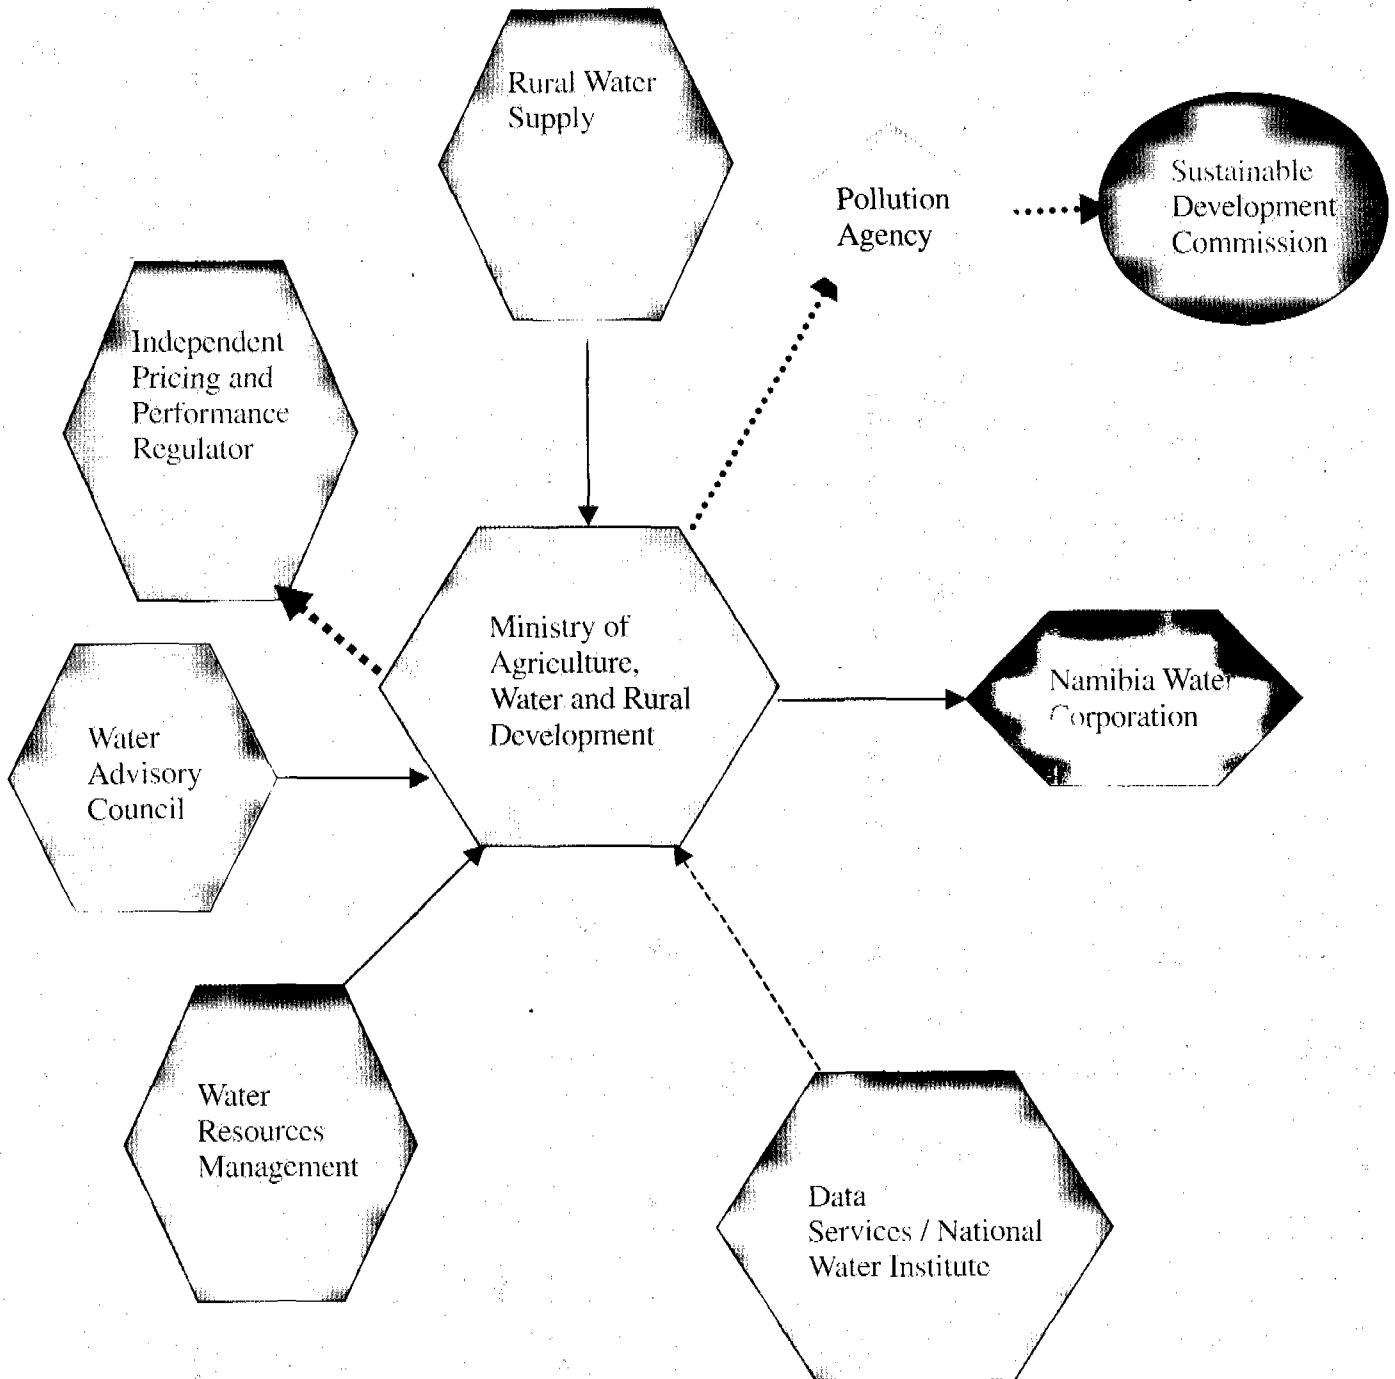 Rural Water
Supply
Pollution
Agency
Sustainable
Development
Commission
Independent
Pricing and
Performance
Regulator
Ministry of
Agriculture,
Water and Rural
Development
Namibia Water
Corporation
Water
Advisory
Council
Water
Resources
Management
Data
Services / National
Water Institute